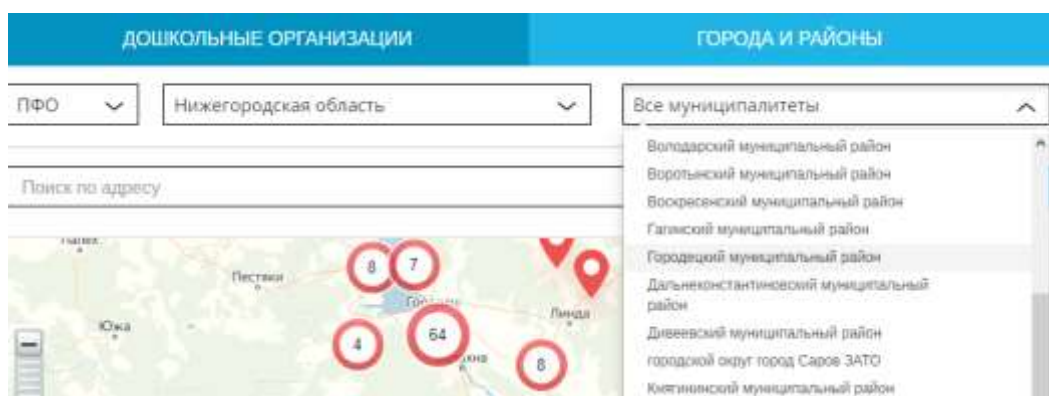 ДОШКОЛЬНЫЕ ОРГАНИЗАЦИИ
ГОРОДА И РАЙОНЫ
ПФО
Нижегородская область
Все муниципалитеты
Володарский муниципальный район
Воротынский муниципальный район
Воскресенский муниципальный район
Гагинский муниципальный район
Городецкий муниципальный район
Дальнеконстантиновский муниципальный
район
Дивеевский муниципальный район
городской округ город Саров ЗАТО
Княгининский муниципальный район
Поиск по адресу
Пестяки
8
7
Южа
Линда
4
64
8